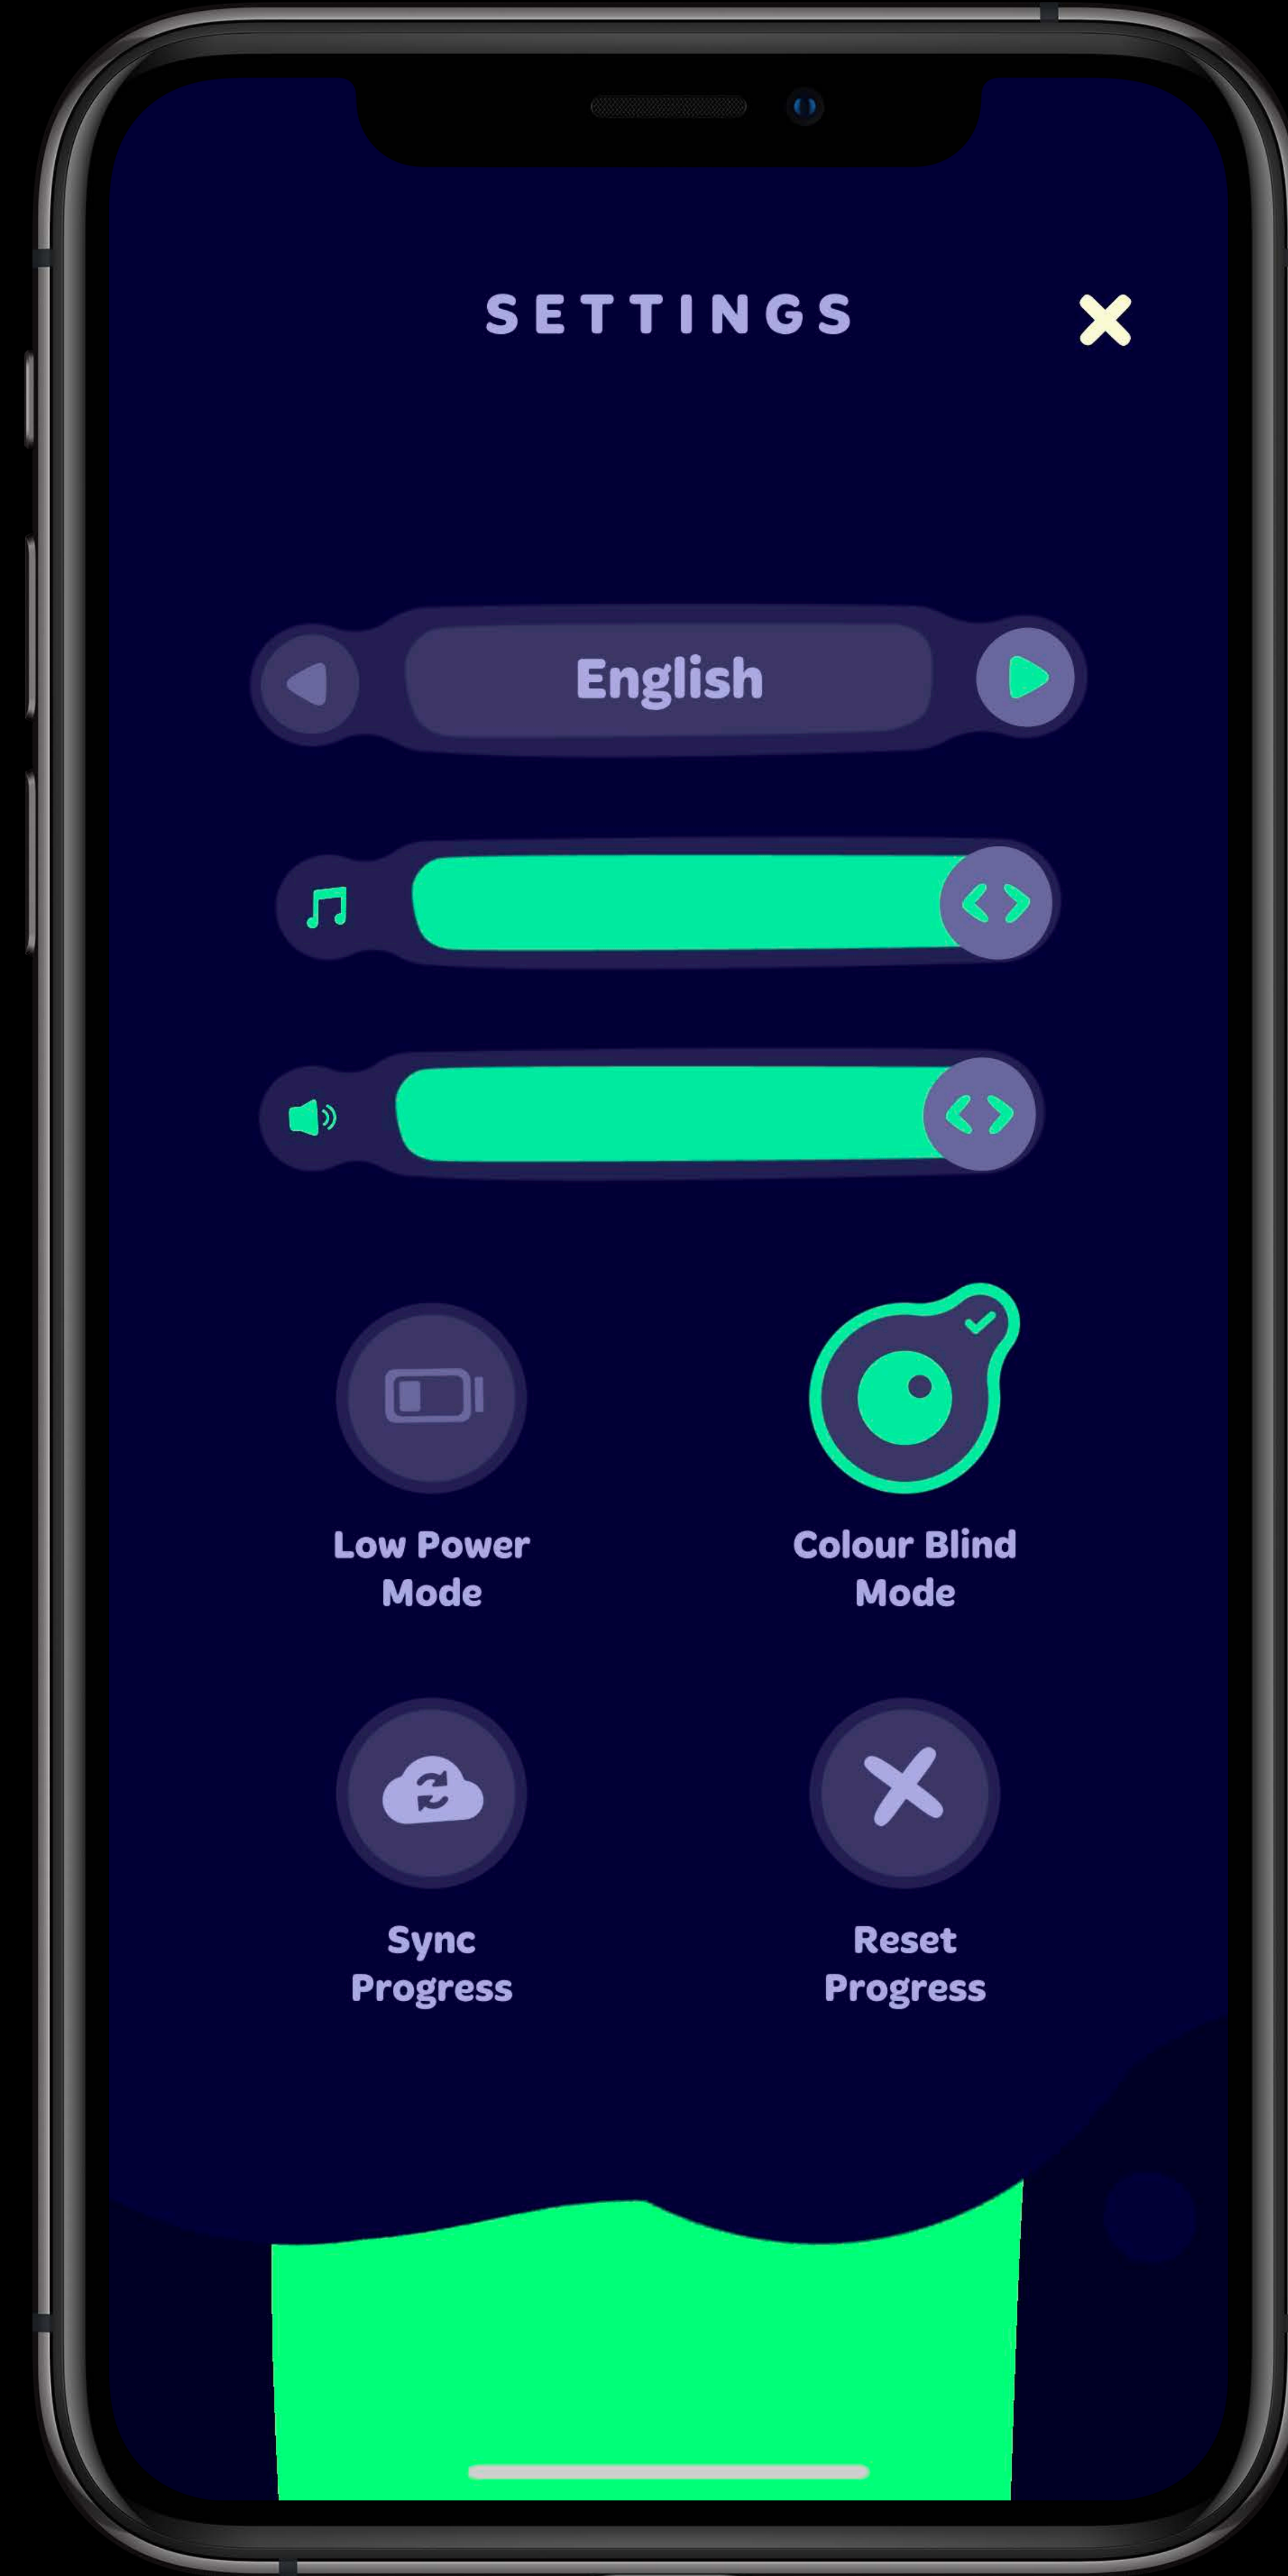 SETTINGS
English
Low Power
Mode
Colour Blind
Mode
Sync
Progress
Reset
Progress